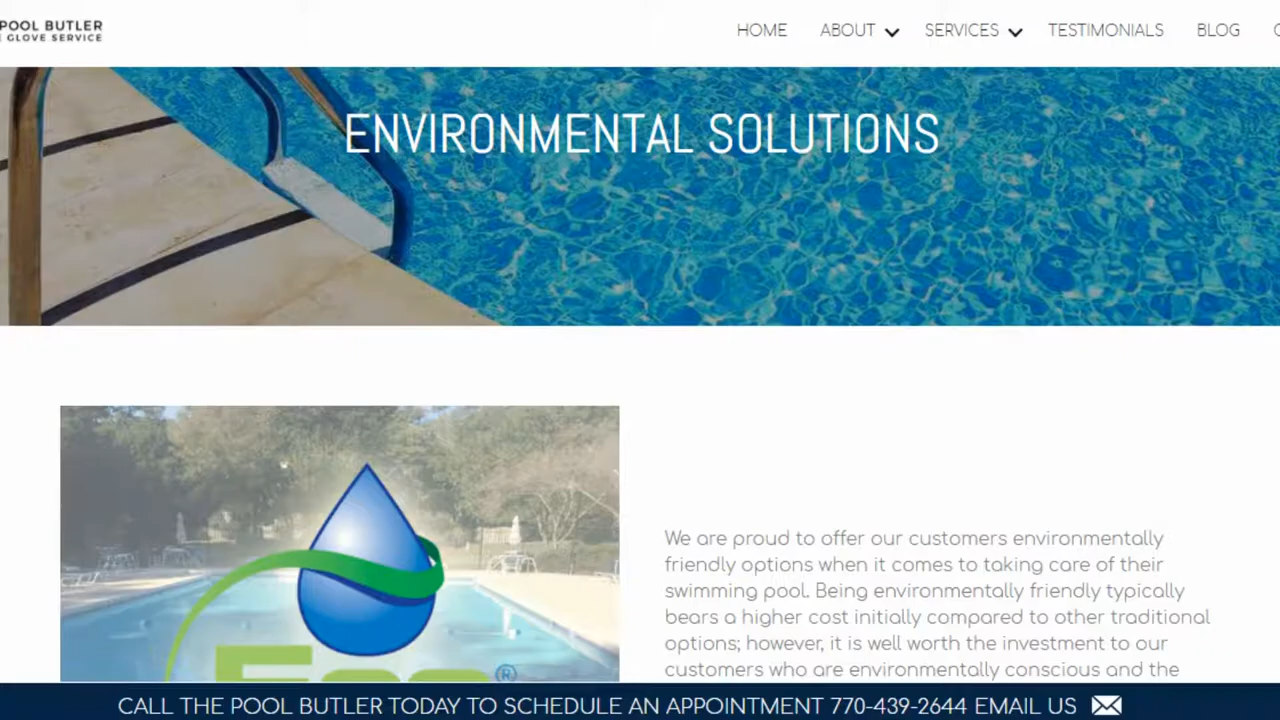 POOL BUTLER
GLOVE SERVICE
HOME ABOUT SERVICES TESTIMONIALS BLOG
ENVIRONMENTAL SOLUTIONS
We are proud to offer our customers environmentally
friendly options when it comes to taking care of their
swimming pool. Being environmentally friendly typically
bears a higher cost initially compared to other traditional
options; however, it is well worth the investment to our
customers who are environmentally conscious and the
Eco ®
CALL THE POOL BUTLER TODAY TO SCHEDULE AN APPOINTMENT 770-439-2644 EMAIL US